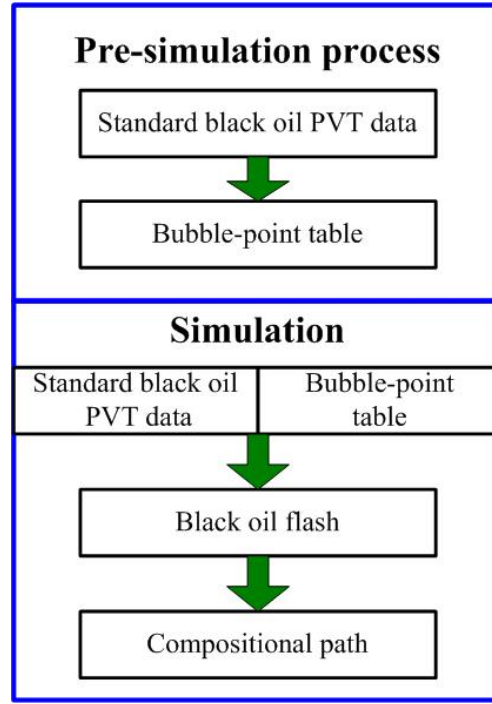 Pre-simulation process
Standard black oil PVT data
Bubble-point table
Simulation
Standard black oil
PVT data
Bubble-point
table
Black oil flash
Compositional path